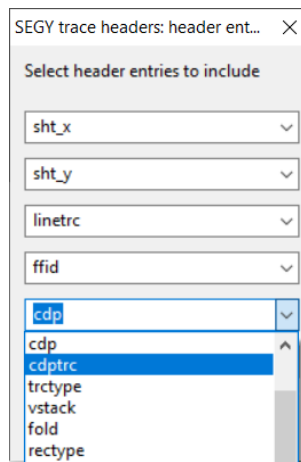 SEGY trace headers: header ent...
Select header entries to include
sht_x
sht_y
linetrc
ffid
cdp
cdp
cdptrc
trctype
vstack
fold
rectype